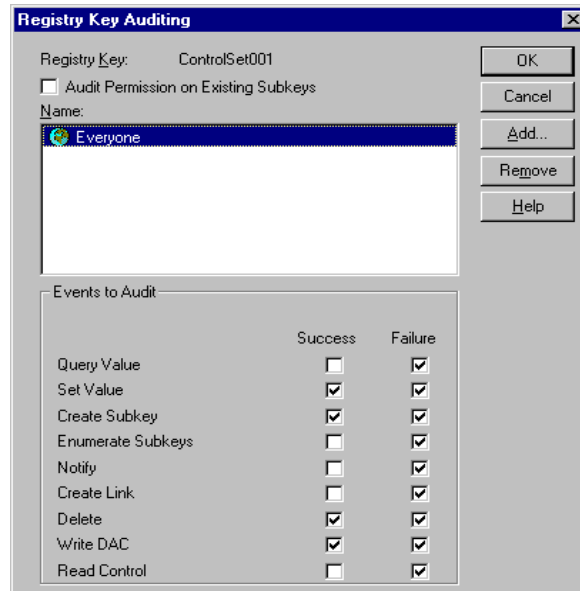 Registry Key Auditing
Registry Key: ControlSet001
Audit Permission on Existing Subkeys
Name:
Everyone
OK
Cancel
Add...
Remove
Help
Events to Audit
Success Failure
Query Value
Set Value
Create Subkey
Enumerate Subkeys
Notify
Create Link
Delete
Write DAC
Read Control